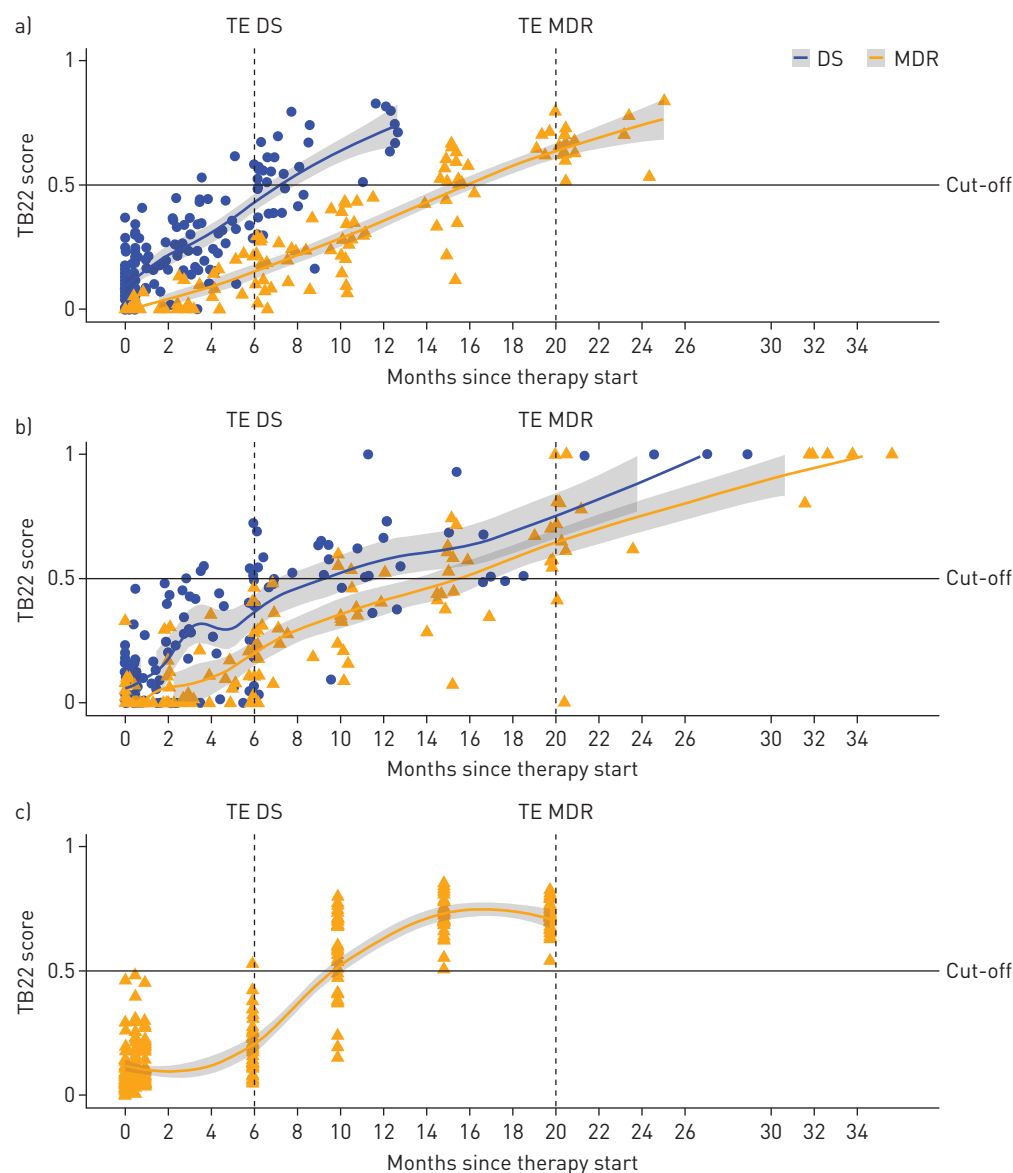 a)
TE DS
TE MDR
DS
MDR
1
0.5
0
TB22 score
Cut-off
0 2 4 6 8 10 12 14 16 18 20 22 24 26 30 32 34
Months since therapy start
b)
TE DS
TE MDR
1
0.5
0
TB22 score
Cut-off
0 2 4 6 8 10 12 14 16 18 20 22 24 26 30 32 34
Months since therapy start
c)
TE DS
TE MDR
1
0.5
0
TB22 score
Cut-off
0 2 4 6 8 10 12 14 16 18 20 22 24 26 30 32 34
Months since therapy start